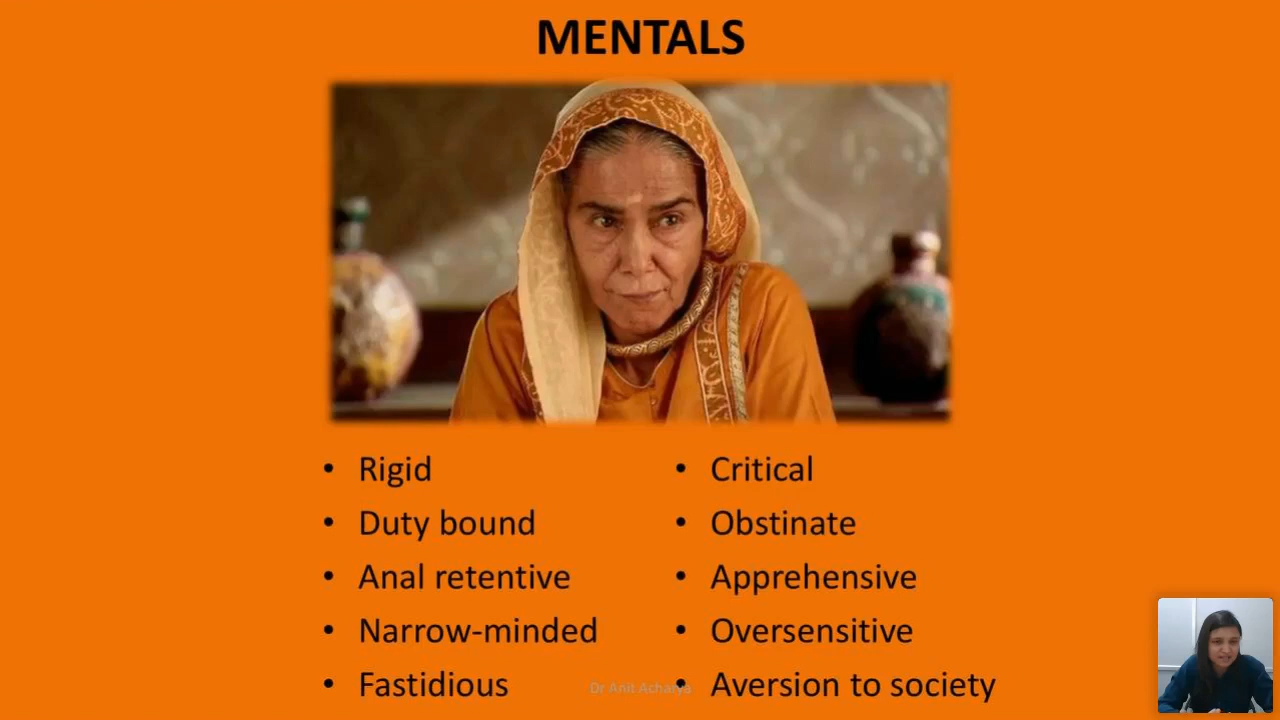 MENTALS
• Rigid
• Duty bound
• Anal retentive
• Narrow-minded
• Fastidious
• Critical
• Obstinate
• Apprehensive
• Oversensitive
• Aversion to society
Dr Anit Acharya